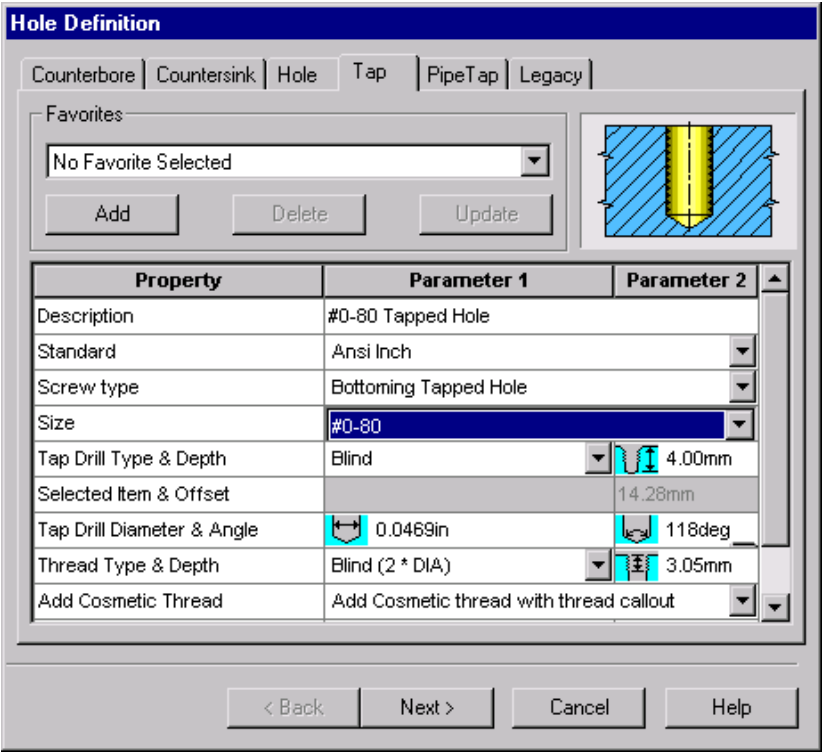 Hole Definition
Counterbore Countersink Hole Tap PipeTap Legacy
Favorites
No Favorite Selected
Add Delete Update
Property Parameter 1 Parameter 2
Description #0-80 Tapped Hole
Standard Ansi Inch
Screw type Bottoming Tapped Hole
Size #0-80
Tap Drill Type & Depth Blind 4.00mm
Selected Item & Offset 14.28mm
Tap Drill Diameter & Angle 0.0469in 118deg
Thread Type & Depth Blind (2 * DIA) 3.05mm
Add Cosmetic Thread Add Cosmetic thread with thread callout
< Back Next > Cancel Help